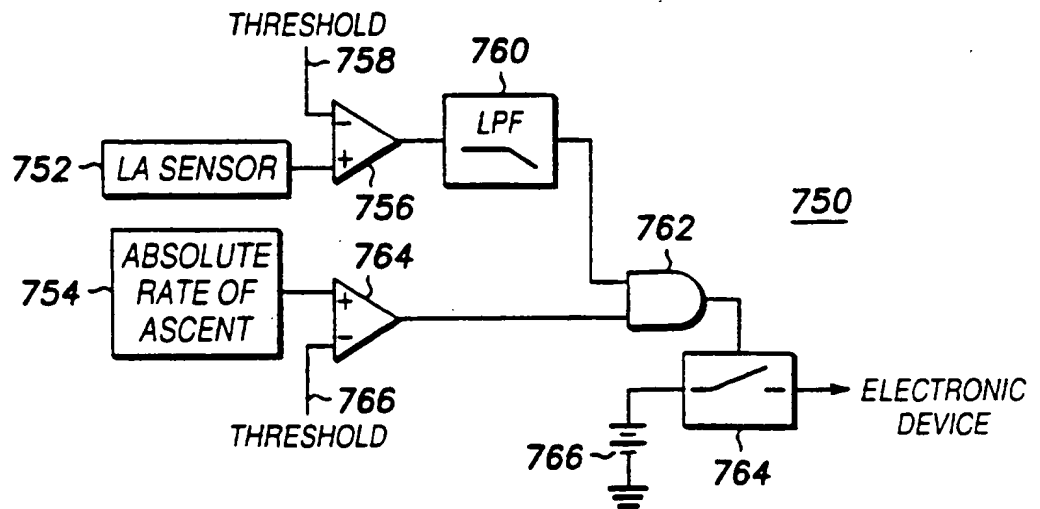 THRESHOLD
758
760
LPF
752
LA SENSOR
-
+
756
750
762
754
ABSOLUTE
RATE OF
ASCENT
764
+
-
766
THRESHOLD
ELECTRONIC
DEVICE
766
764